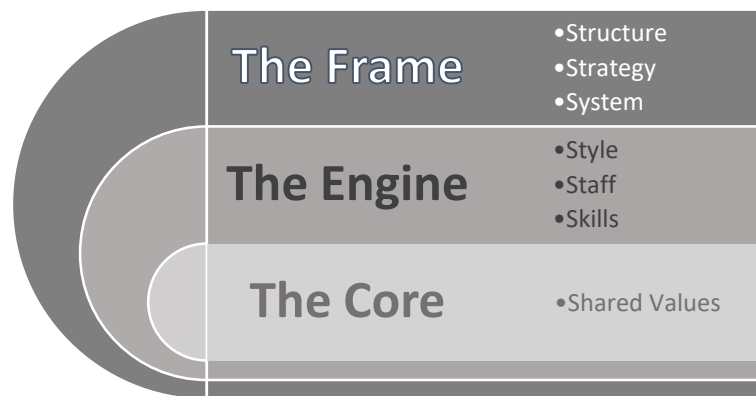 The Frame
•Structure
•Strategy
•System
The Engine
•Style
•Staff
•Skills
The Core
•Shared Values